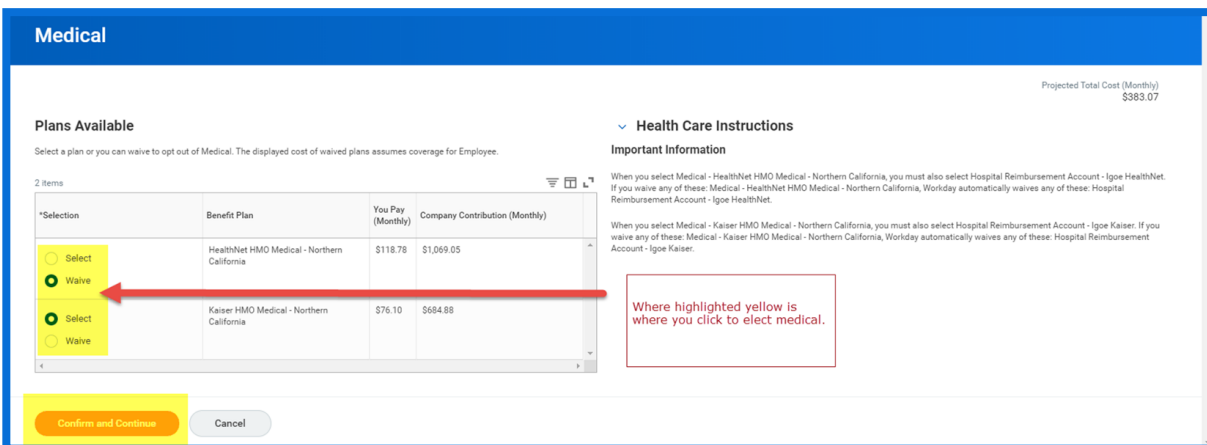 Medical
Projected Total Cost (Monthly)
$383.07
Plans Available
Select a plan or you can waive to opt out of Medical. The displayed cost of waived plans assumes coverage for Employee.
2 items
*Selection Benefit Plan You Pay (Monthly) Company Contribution (Monthly)
Select
Waive
HealthNet HMO Medical - Northern
California
$118.78 $1,069.05
Select
Waive
Kaiser HMO Medical - Northern
California
$76.10 $684.88
Confirm and Continue Cancel
Health Care Instructions
Important Information
When you select Medical - HealthNet HMO Medical - Northern California, you must also select Hospital Reimbursement Account - Igoe HealthNet.
If you waive any of these: Medical - HealthNet HMO Medical - Northern California, Workday automatically waives any of these: Hospital
Reimbursement Account - Igoe HealthNet.
When you select Medical - Kaiser HMO Medical - Northern California, you must also select Hospital Reimbursement Account - Igoe Kaiser. If you
waive any of these: Medical - Kaiser HMO Medical - Northern California, Workday automatically waives any of these: Hospital Reimbursement
Account - Igoe Kaiser.
Where highlighted yellow is
where you click to elect medical.